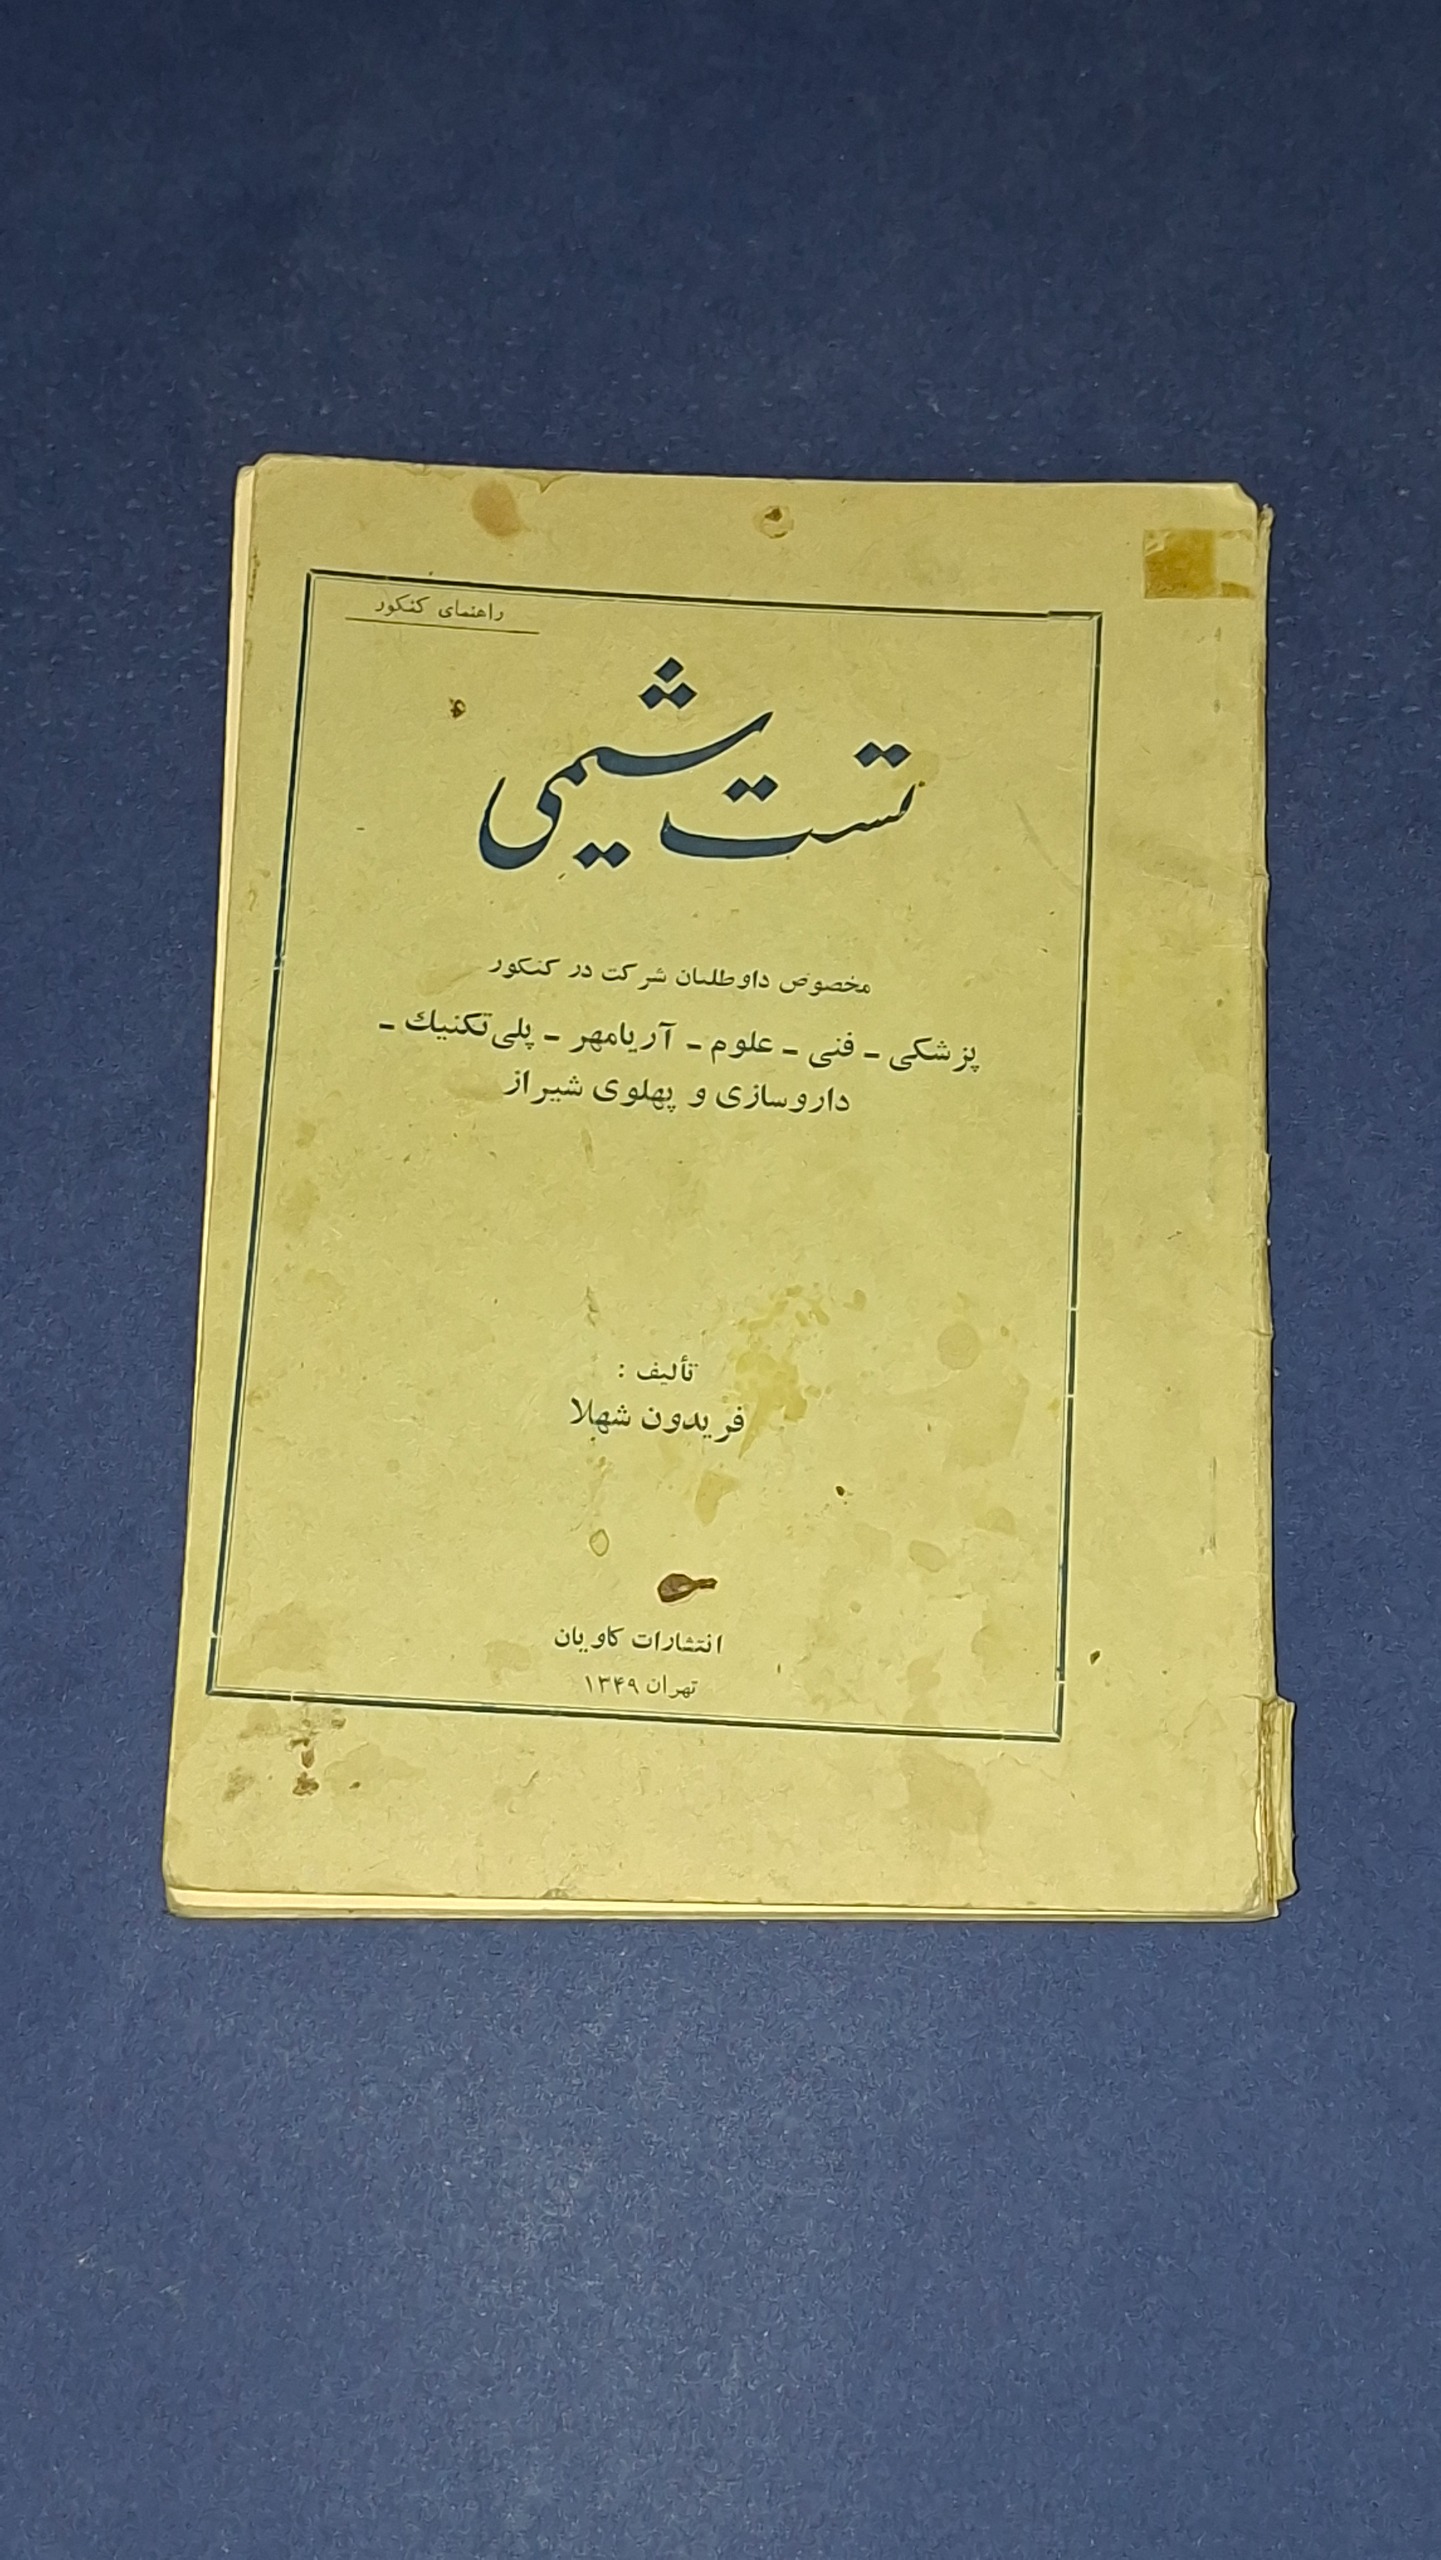 راهنمای کنکور
تست شیمی
مخصوص داوطلبان شرکت در کنکور
پزشکی - فنی - علوم - آریامهر - پلی‌تکنیك -
داروسازی و پهلوی شیراز
تألیف :
فریدون شهلا
انتشارات کاویان
تهران ۱۳۴۹